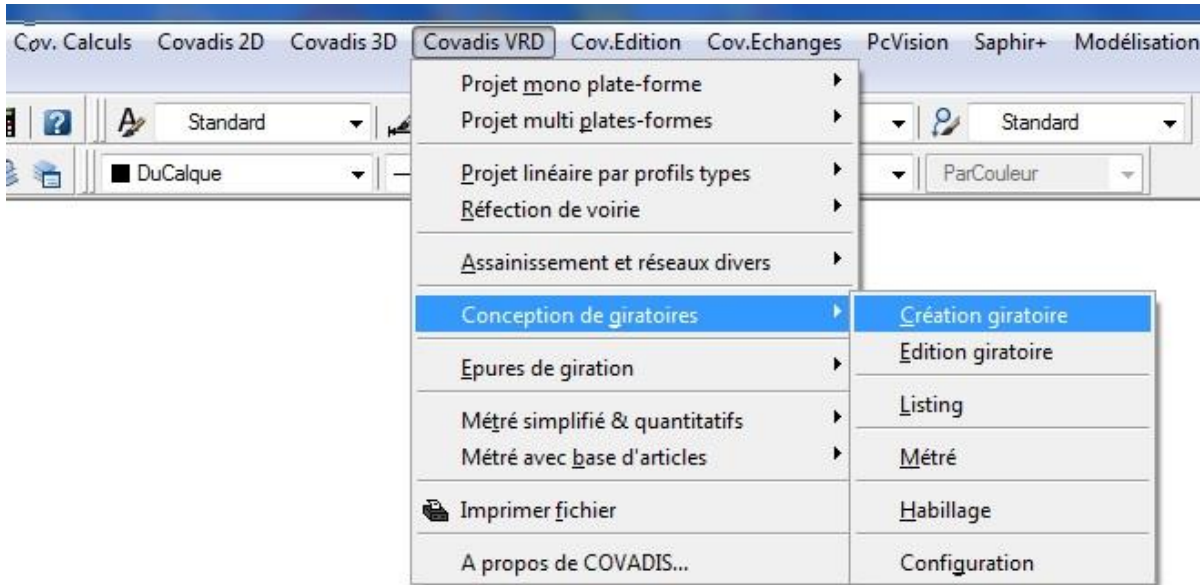 Cov. Calculs Covadis 2D Covadis 3D Covadis VRD Cov.Edition Cov.Echanges PcVision Saphir+ Modélisation
Standard Standard
DuCalque ParCouleur
Projet mono plate-forme
Projet multi plates-formes
Projet linéaire par profils types
Réfection de voirie
Assainissement et réseaux divers
Conception de giratoires
Epures de giration
Métré simplifié & quantitatifs
Métré avec base d'articles
Imprimer fichier
A propos de COVADIS...
Création giratoire
Edition giratoire
Listing
Métré
Habillage
Configuration